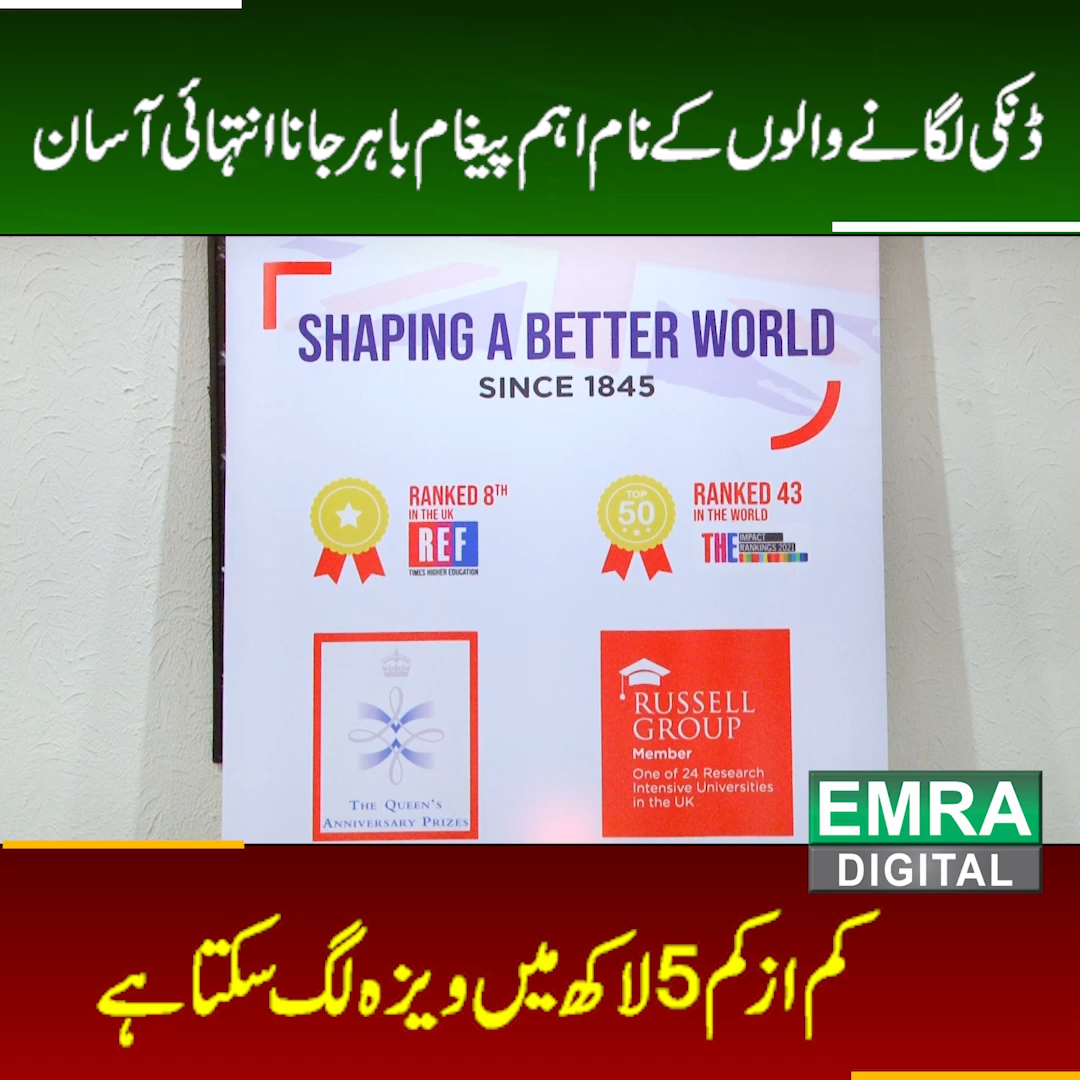 ڈنکی لگانے والوں کے نام اہم پیغام باہر جانا انتہائی آسان
SHAPING A BETTER WORLD
SINCE 1845
RANKED 8TH
IN THE UK
REF
TIMES HIGHER EDUCATION
TOP
50
RANKED 43
IN THE WORLD
THE IMPACT
RANKINGS 2021
THE QUEEN'S
ANNIVERSARY PRIZES
RUSSELL
GROUP
Member
One of 24 Research
Intensive Universities
in the UK
EMRA
DIGITAL
کم از کم 5 لاکھ میں ویزہ لگ سکتا ہے